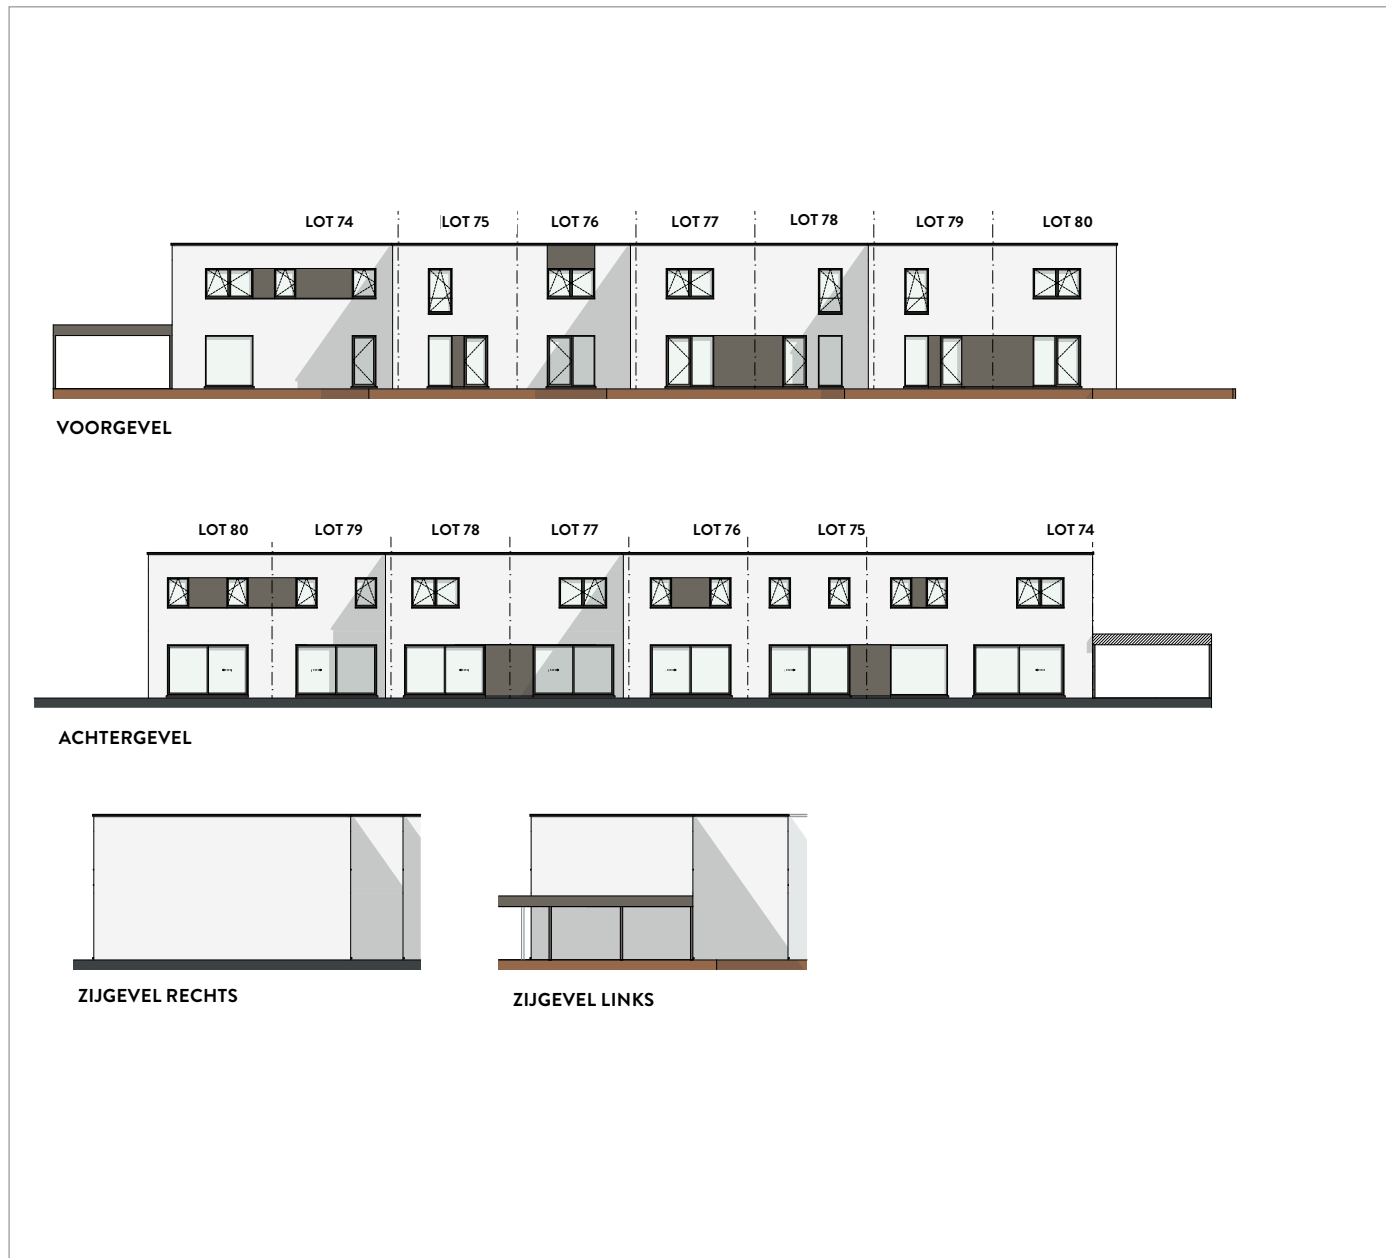 LOT 74 LOT 75 LOT 76 LOT 77 LOT 78 LOT 79 LOT 80
VOORGEVEL
LOT 80 LOT 79 LOT 78 LOT 77 LOT 76 LOT 75 LOT 74
ACHTERGEVEL
ZIJGEVEL RECHTS
ZIJGEVEL LINKS